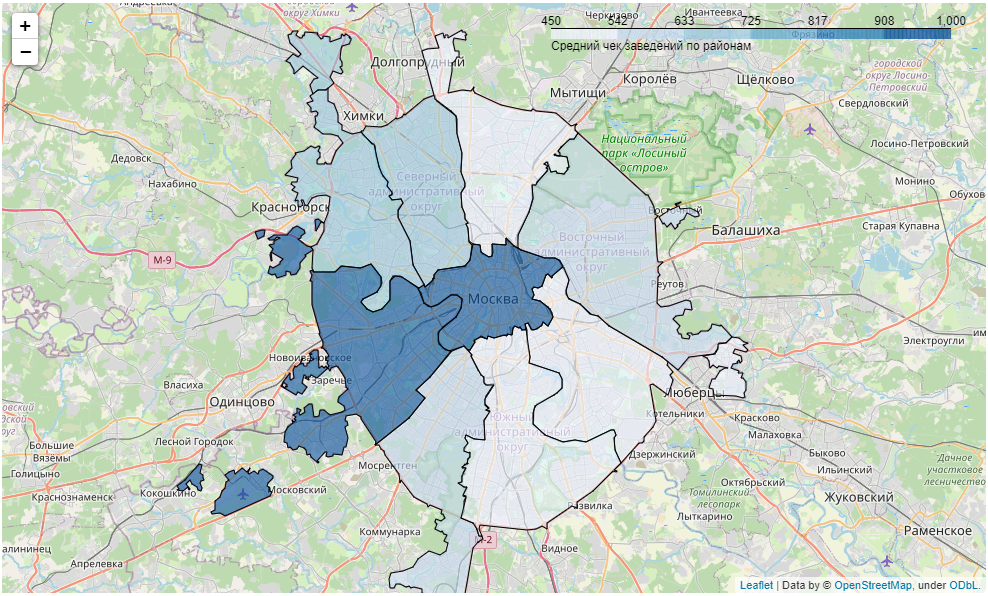 +
−
450 542 633 725 817 908 1,000
Средний чек заведений по районам
городской округ Химки
Черкизово
Ивантеевка
Фрязино
Долгопрудный
Мытищи
Королёв
Щёлково
городской
округ Лосино-
Петровский
Свердловский
Химки
Национальный
парк «Лосиный
остров»
Лосино-Петровский
Дедовск
Нахабино
Северный
административный
округ
Монино
Обухов
Красногорск
Восточный
Старая Купавна
Балашиха
М-9
Восточный
административный
округ
Реутов
Москва
Электроугли
им
Новоивановское
Заречье
Власиха
Одинцово
Люберцы
Котельники
Красково
Малаховка
Южный
административный
округ
Лесной Городок
Большие
Вязёмы
Голицыно
Мосрентген
Дзержинский
Быково
Ильинский
Дачное
участковое
лесничество
Краснознаменск
Кокошкино
Московский
Октябрьский
Томилинский
лесопарк
Жуковский
Развилка
Лыткарино
Коммунарка
Раменское
М-2
Видное
Апрелевка
алининец
Leaflet | Data by © OpenStreetMap, under ODbL.